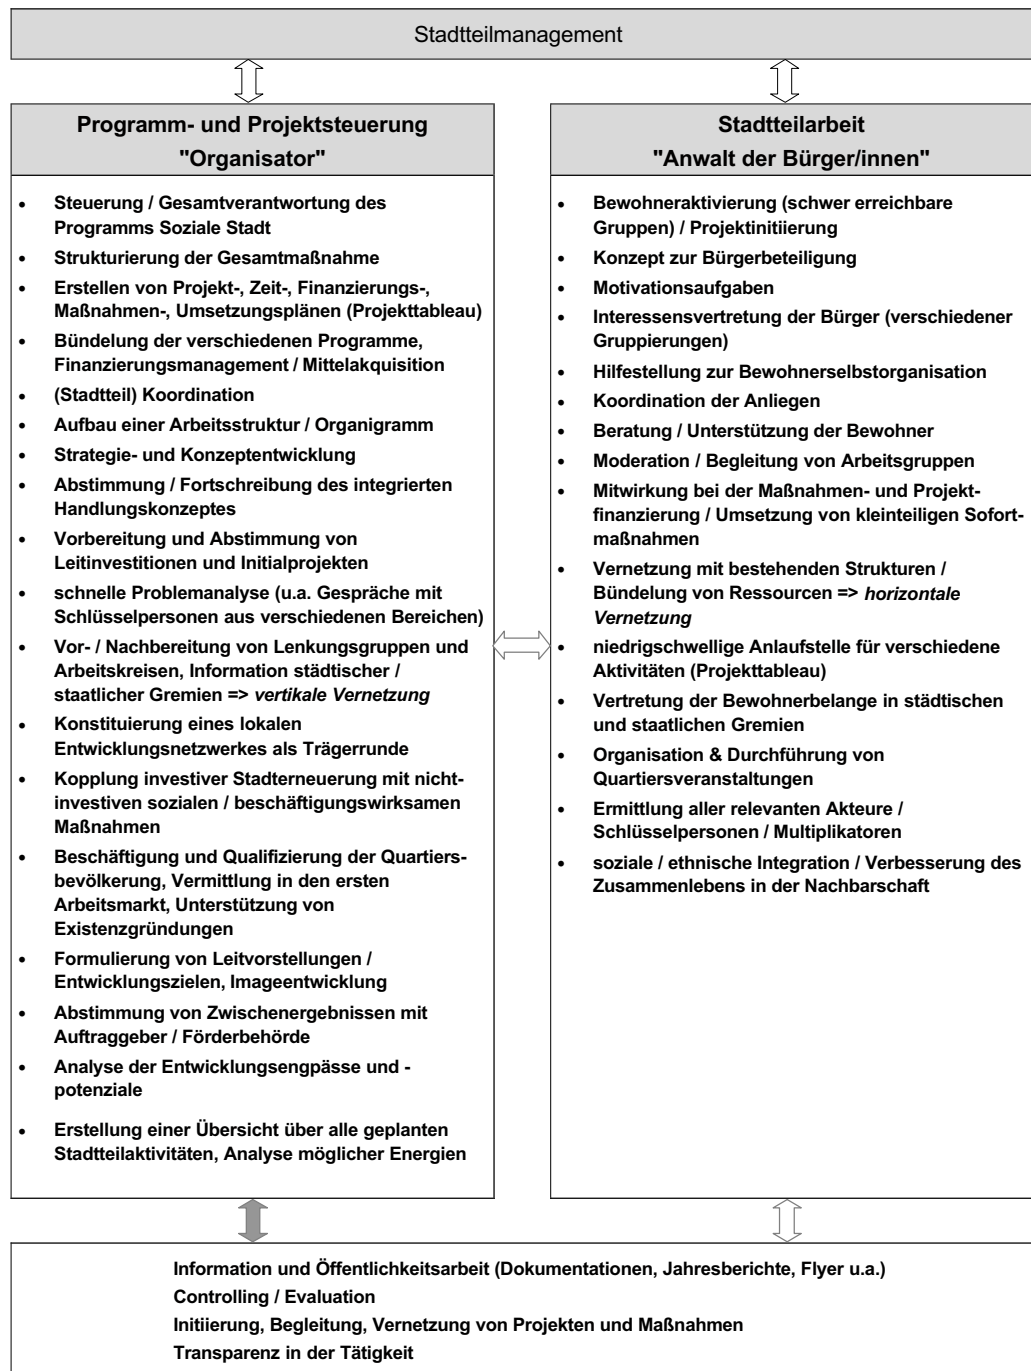 Stadtteilmanagement
Programm- und Projektsteuerung
"Organisator"
• Steuerung / Gesamtverantwortung des
Programms Soziale Stadt
• Strukturierung der Gesamtmaßnahme
• Erstellen von Projekt-, Zeit-, Finanzierungs-,
Maßnahmen-, Umsetzungsplänen (Projekttableau)
• Bündelung der verschiedenen Programme,
Finanzierungsmanagement / Mittelakquisition
• (Stadtteil) Koordination
• Aufbau einer Arbeitsstruktur / Organigramm
• Strategie- und Konzeptentwicklung
• Abstimmung / Fortschreibung des integrierten
Handlungskonzeptes
• Vorbereitung und Abstimmung von
Leitinvestitionen und Initialprojekten
• schnelle Problemanalyse (u.a. Gespräche mit
Schlüsselpersonen aus verschiedenen Bereichen)
• Vor- / Nachbereitung von Lenkungsgruppen und
Arbeitskreisen, Information städtischer /
staatlicher Gremien => vertikale Vernetzung
• Konstituierung eines lokalen
Entwicklungsnetzwerkes als Trägerrunde
• Kopplung investiver Stadterneuerung mit nicht-
investiven sozialen / beschäftigungswirksamen
Maßnahmen
• Beschäftigung und Qualifizierung der Quartiers-
bevölkerung, Vermittlung in den ersten
Arbeitsmarkt, Unterstützung von
Existenzgründungen
• Formulierung von Leitvorstellungen /
Entwicklungszielen, Imageentwicklung
• Abstimmung von Zwischenergebnissen mit
Auftraggeber / Förderbehörde
• Analyse der Entwicklungsengpässe und -
potenziale
• Erstellung einer Übersicht über alle geplanten
Stadtteilaktivitäten, Analyse möglicher Energien
Stadtteilarbeit
"Anwalt der Bürger/innen"
• Bewohneraktivierung (schwer erreichbare
Gruppen) / Projektinitiierung
• Konzept zur Bürgerbeteiligung
• Motivationsaufgaben
• Interessensvertretung der Bürger (verschiedener
Gruppierungen)
• Hilfestellung zur Bewohnerselbstorganisation
• Koordination der Anliegen
• Beratung / Unterstützung der Bewohner
• Moderation / Begleitung von Arbeitsgruppen
• Mitwirkung bei der Maßnahmen- und Projekt-
finanzierung / Umsetzung von kleinteiligen Sofort-
maßnahmen
• Vernetzung mit bestehenden Strukturen /
Bündelung von Ressourcen => horizontale
Vernetzung
• niedrigschwellige Anlaufstelle für verschiedene
Aktivitäten (Projekttableau)
• Vertretung der Bewohnerbelange in städtischen
und staatlichen Gremien
• Organisation & Durchführung von
Quartiersveranstaltungen
• Ermittlung aller relevanten Akteure /
Schlüsselpersonen / Multiplikatoren
• soziale / ethnische Integration / Verbesserung des
Zusammenlebens in der Nachbarschaft
Information und Öffentlichkeitsarbeit (Dokumentationen, Jahresberichte, Flyer u.a.)
Controlling / Evaluation
Initiierung, Begleitung, Vernetzung von Projekten und Maßnahmen
Transparenz in der Tätigkeit